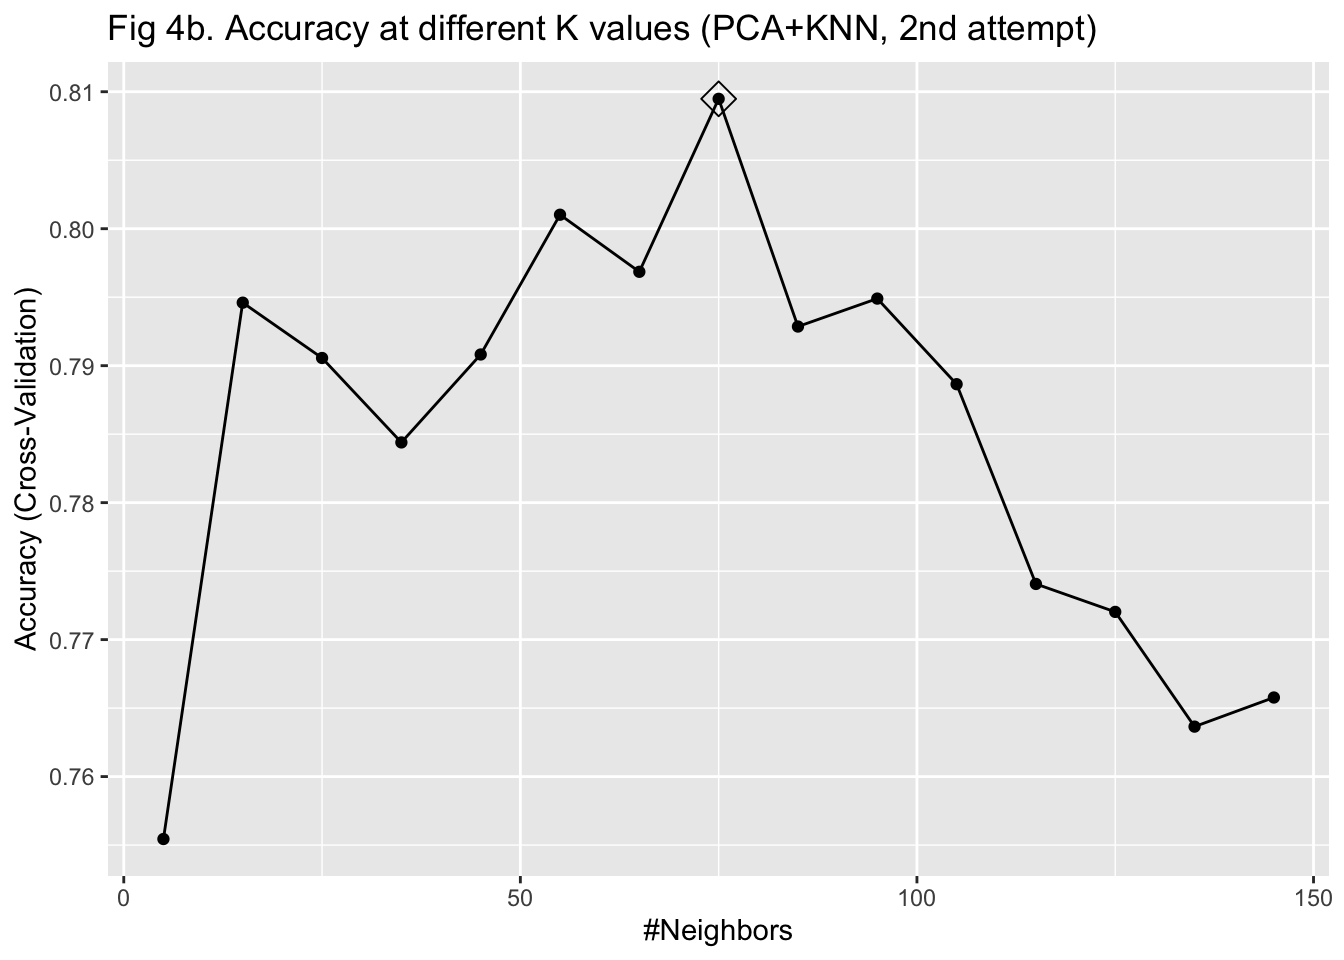 Fig 4b. Accuracy at different K values (PCA+KNN, 2nd attempt)
Accuracy (Cross-Validation)
0.81
0.80
0.79
0.78
0.77
0.76
0 50 100 150
#Neighbors